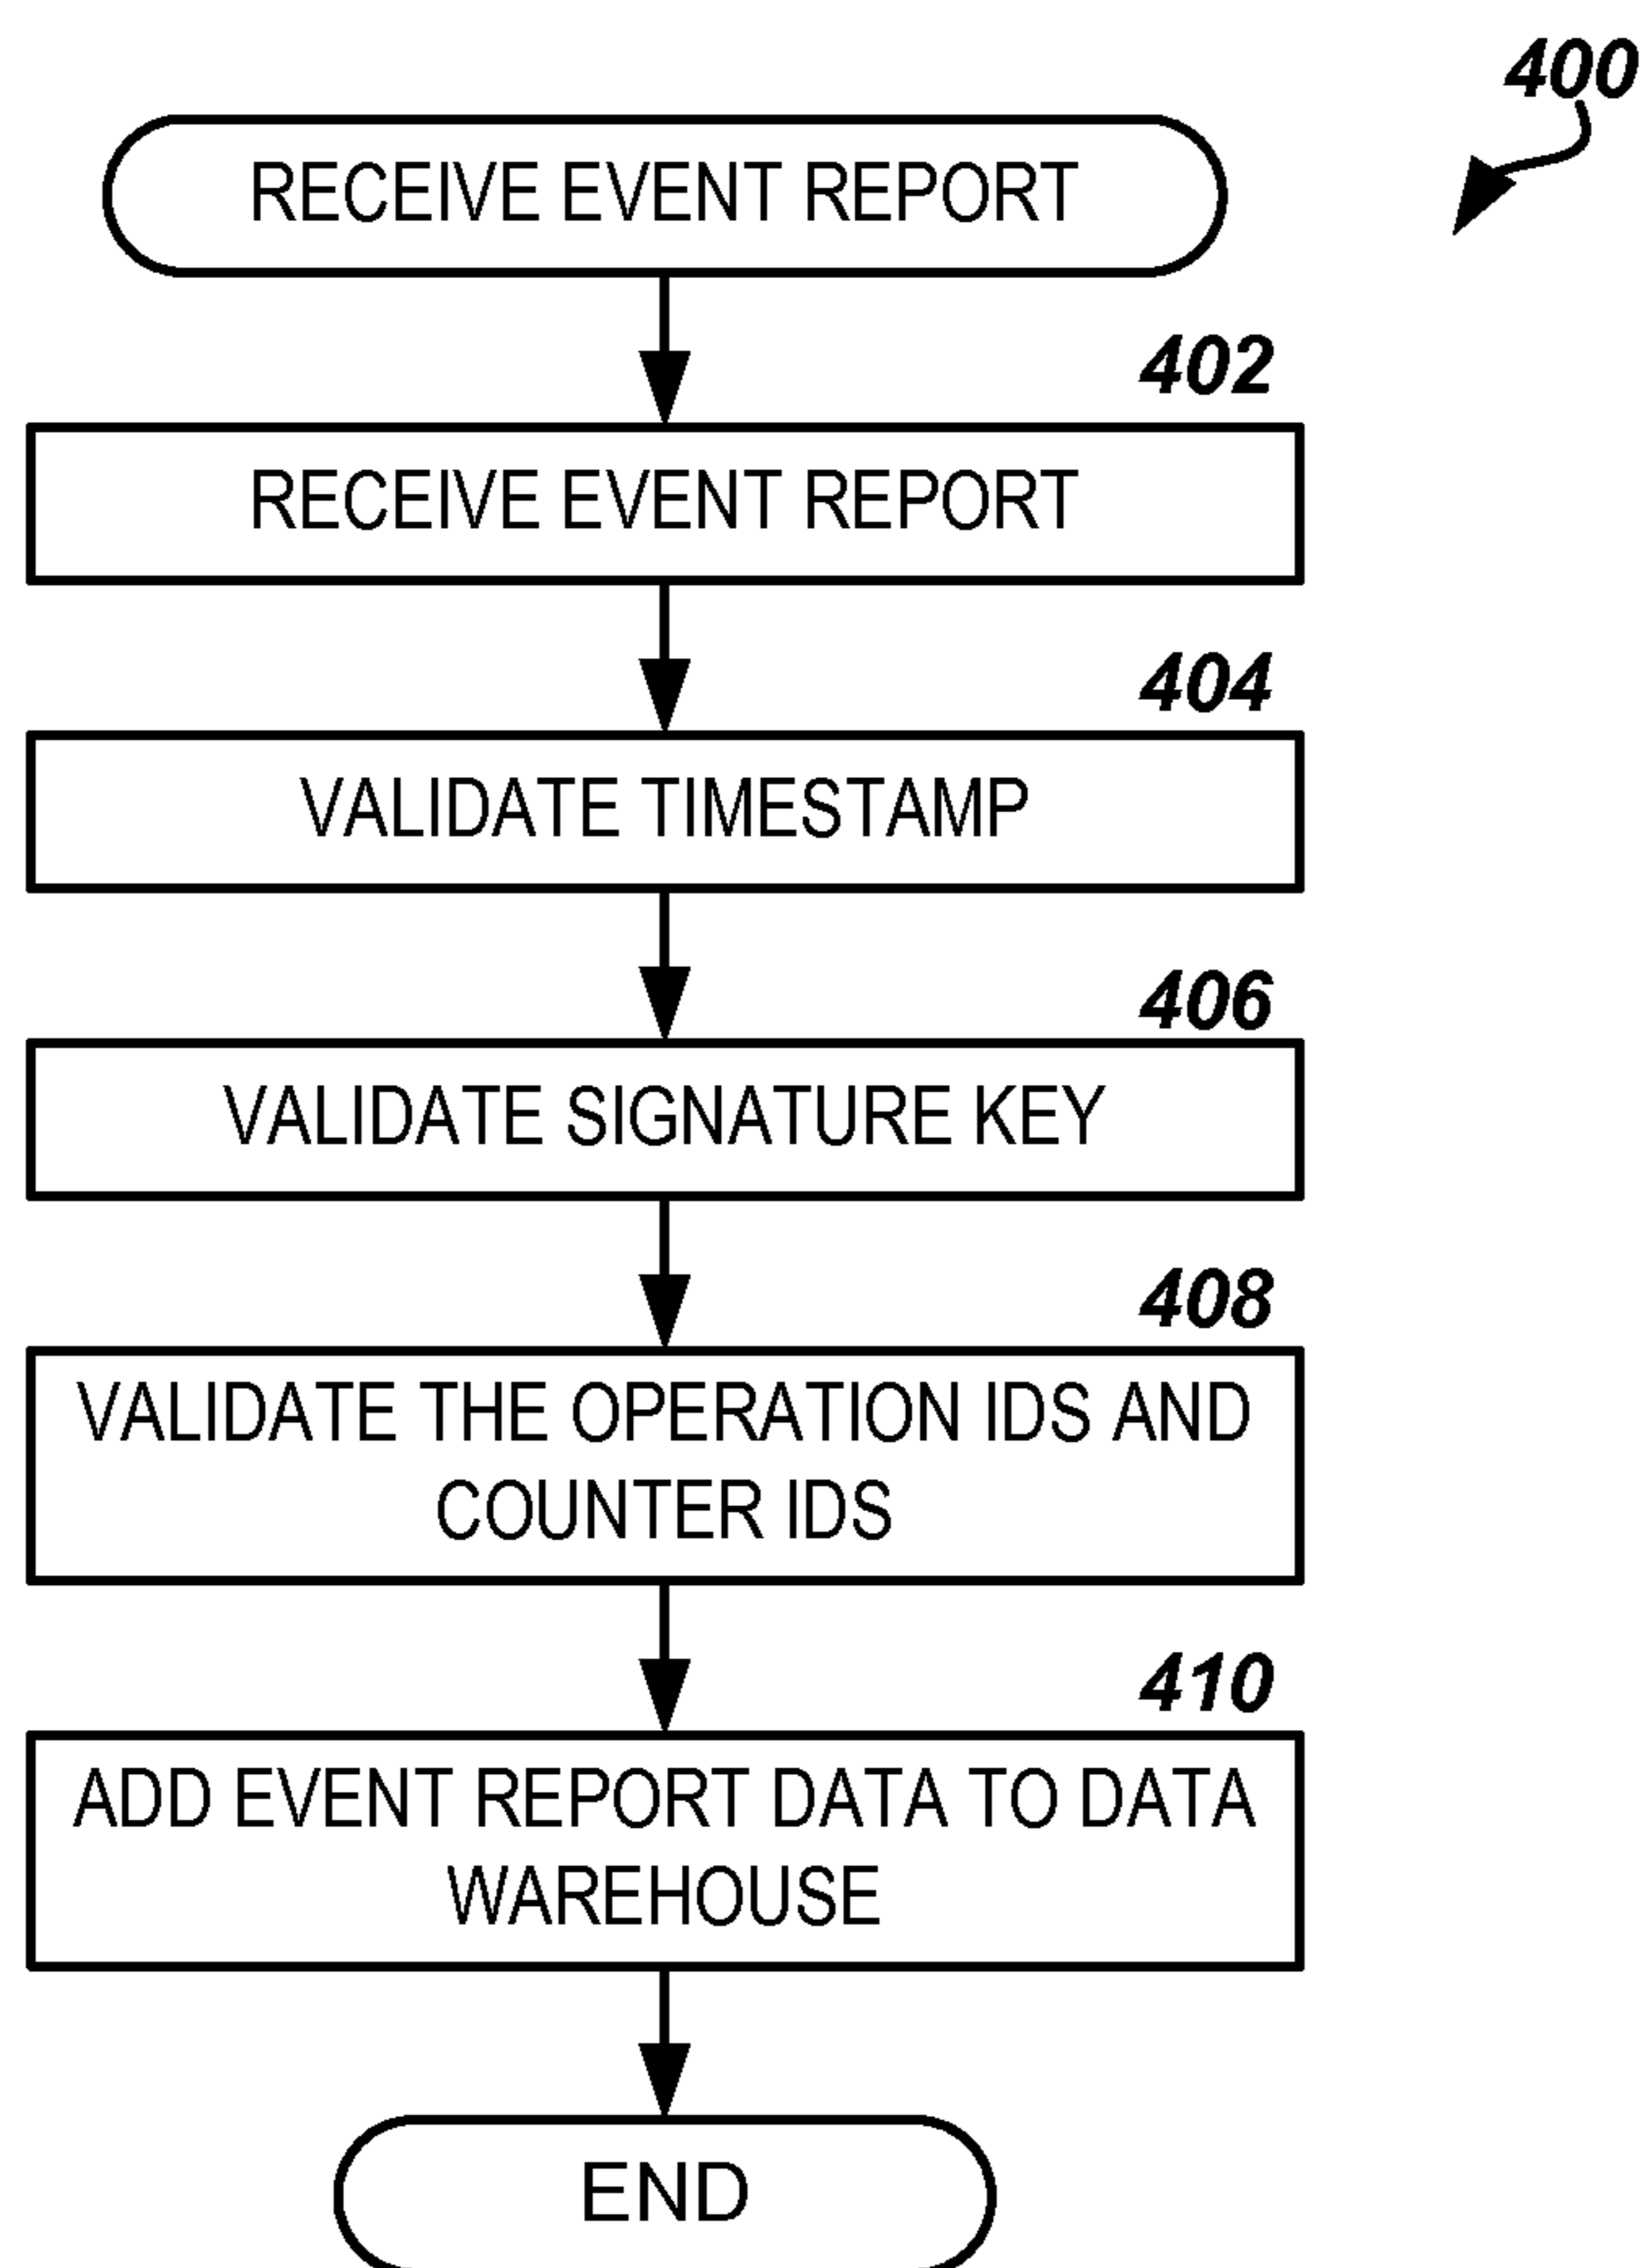 400
RECEIVE EVENT REPORT
402
RECEIVE EVENT REPORT
404
VALIDATE TIMESTAMP
406
VALIDATE SIGNATURE KEY
408
VALIDATE THE OPERATION IDS AND
COUNTER IDS
410
ADD EVENT REPORT DATA TO DATA
WAREHOUSE
END